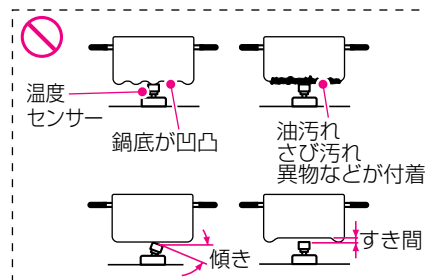 温度
センサー
鍋底が凹凸
油汚れ
さび汚れ
異物などが付着
傾き
すき間